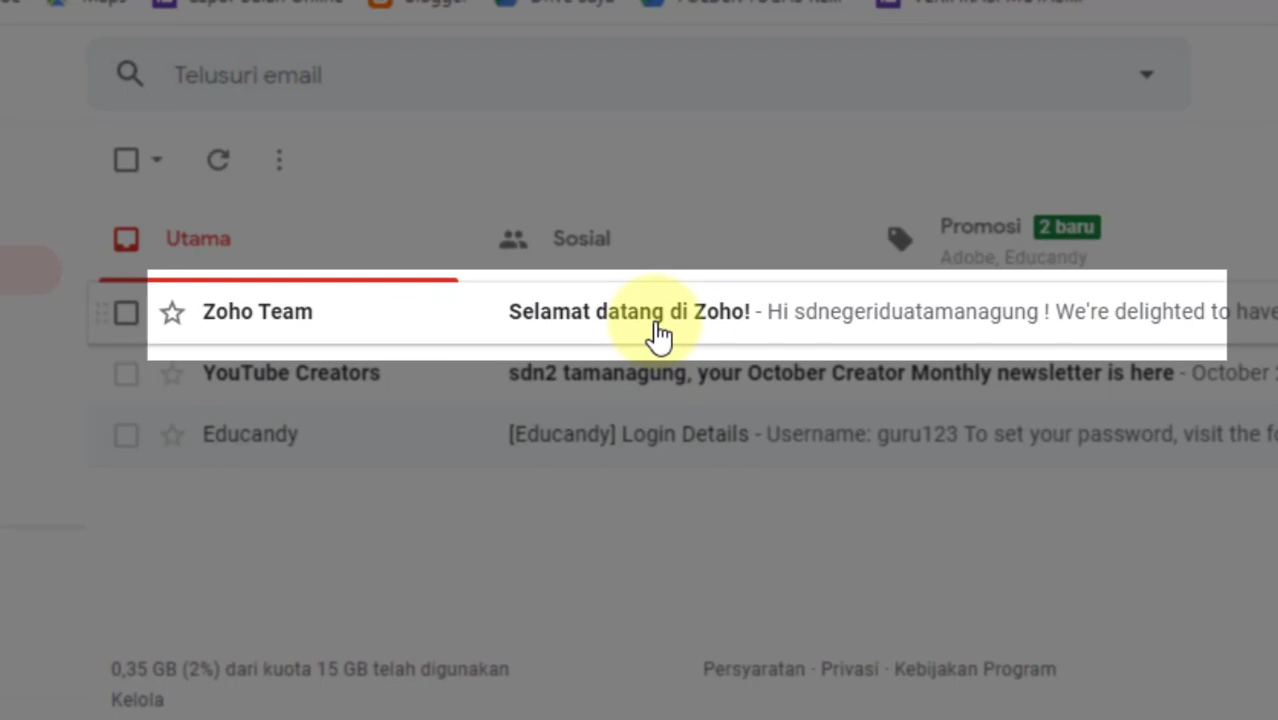 Maps
Blogger
Telusuri email
Utama
Sosial
Promosi 2 baru
Adobe, Educandy
Zoho Team Selamat datang di Zoho! - Hi sdnegeriduatamanagung ! We're delighted to have
YouTube Creators sdn2 tamanagung, your October Creator Monthly newsletter is here - October
Educandy [Educandy] Login Details - Username: guru123 To set your password, visit the
0,35 GB (2%) dari kuota 15 GB telah digunakan
Kelola
Persyaratan · Privasi · Kebijakan Program